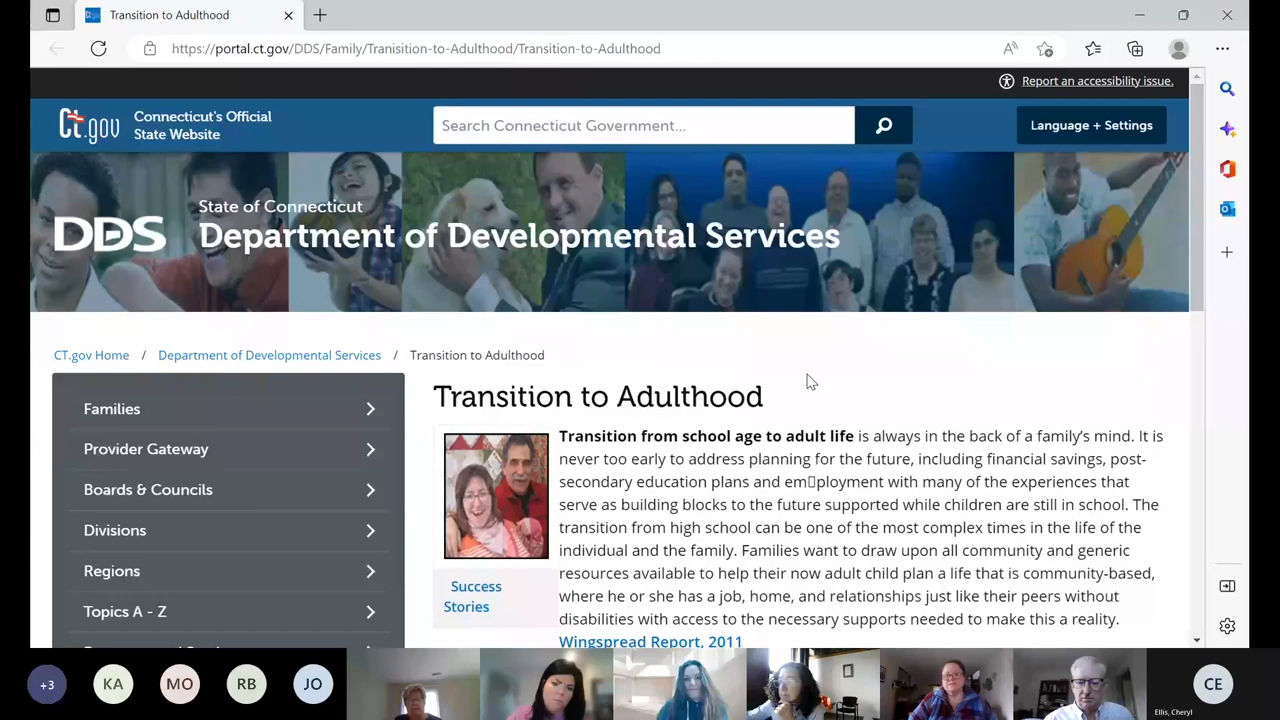 Transition to Adulthood
https://portal.ct.gov/DDS/Family/Tranisition-to-Adulthood/Transition-to-Adulthood
Report an accessibility issue.
Ct.gov
Connecticut's Official
State Website
Search Connecticut Government...
Language + Settings
DDS
State of Connecticut
Department of Developmental Services
CT.gov Home / Department of Developmental Services / Transition to Adulthood
Families
Provider Gateway
Boards & Councils
Divisions
Regions
Topics A - Z
Transition to Adulthood
Transition from school age to adult life is always in the back of a family's mind. It is
never too early to address planning for the future, including financial savings, post-
secondary education plans and em▯ployment with many of the experiences that
serve as building blocks to the future supported while children are still in school. The
transition from high school can be one of the most complex times in the life of the
individual and the family. Families want to draw upon all community and generic
resources available to help their now adult child plan a life that is community-based,
where he or she has a job, home, and relationships just like their peers without
disabilities with access to the necessary supports needed to make this a reality.
Wingspread Report, 2011
Success
Stories
+3
KA
MO
RB
JO
CE
Ellis, Cheryl